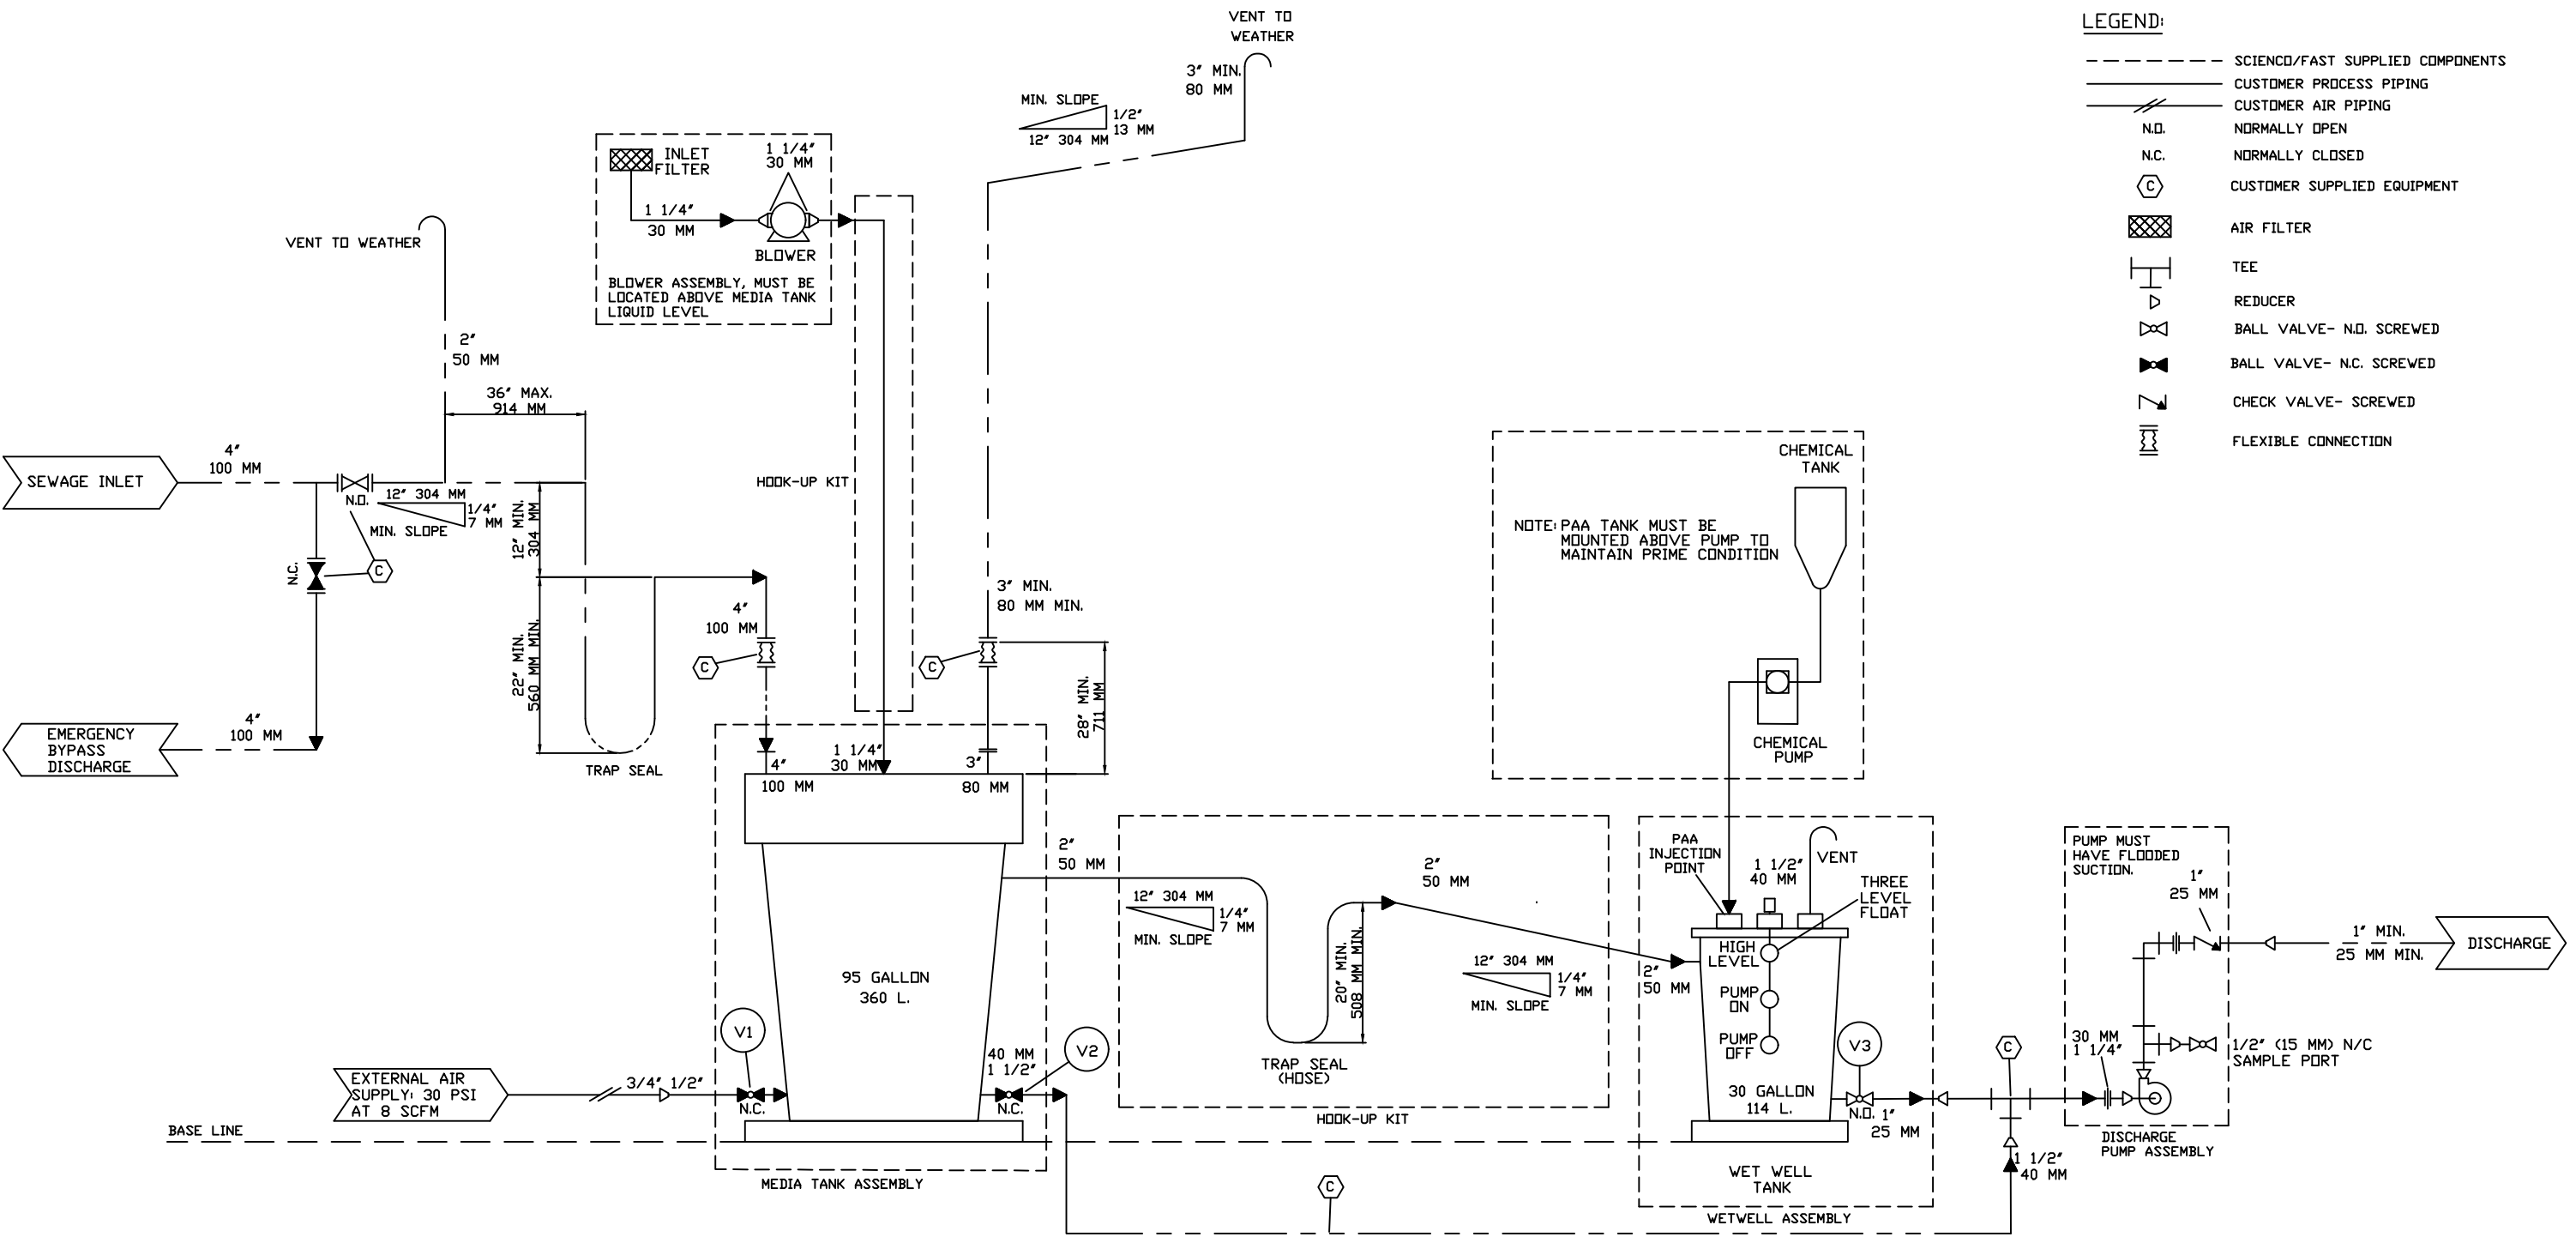 VENT TO
WEATHER
3" MIN.
80 MM
MIN. SLOPE
1/2"
13 MM
12" 304 MM
LEGEND:
SCIENCO/FAST SUPPLIED COMPONENTS
CUSTOMER PROCESS PIPING
CUSTOMER AIR PIPING
N.O. NORMALLY OPEN
N.C. NORMALLY CLOSED
C CUSTOMER SUPPLIED EQUIPMENT
AIR FILTER
TEE
REDUCER
BALL VALVE- N.O. SCREWED
BALL VALVE- N.C. SCREWED
CHECK VALVE- SCREWED
FLEXIBLE CONNECTION
INLET
FILTER
1 1/4"
30 MM
1 1/4"
30 MM
BLOWER
BLOWER ASSEMBLY, MUST BE
LOCATED ABOVE MEDIA TANK
LIQUID LEVEL
VENT TO WEATHER
2"
50 MM
36" MAX.
914 MM
SEWAGE INLET
4"
100 MM
N.O.
12" 304 MM
1/4"
7 MM
MIN. SLOPE
N.C.
C
12" MIN.
304 MM
22" MIN.
560 MM MIN.
EMERGENCY
BYPASS
DISCHARGE
4"
100 MM
TRAP SEAL
4"
100 MM
C
HOOK-UP KIT
C
3" MIN.
80 MM MIN.
28" MIN.
711 MM
4"
100 MM
1 1/4"
30 MM
3"
80 MM
95 GALLON
360 L.
V1
N.C.
EXTERNAL AIR
SUPPLY: 30 PSI
AT 8 SCFM
3/4" 1/2"
40 MM
1 1/2"
V2
N.C.
BASE LINE
MEDIA TANK ASSEMBLY
2"
50 MM
12" 304 MM
1/4"
7 MM
MIN. SLOPE
20" MIN.
508 MM MIN.
TRAP SEAL
(HOSE)
2"
50 MM
12" 304 MM
1/4"
7 MM
MIN. SLOPE
HOOK-UP KIT
C
CHEMICAL
TANK
NOTE: PAA TANK MUST BE
MOUNTED ABOVE PUMP TO
MAINTAIN PRIME CONDITION
CHEMICAL
PUMP
PAA
INJECTION
POINT
1 1/2"
40 MM
VENT
THREE
LEVEL
FLOAT
HIGH
LEVEL
PUMP
ON
PUMP
OFF
2"
50 MM
30 GALLON
114 L.
V3
N.O. 1"
25 MM
WET WELL
TANK
WETWELL ASSEMBLY
C
1 1/2"
40 MM
PUMP MUST
HAVE FLOODED
SUCTION.
1"
25 MM
30 MM
1 1/4"
1/2" (15 MM) N/C
SAMPLE PORT
DISCHARGE
PUMP ASSEMBLY
1" MIN.
25 MM MIN.
DISCHARGE